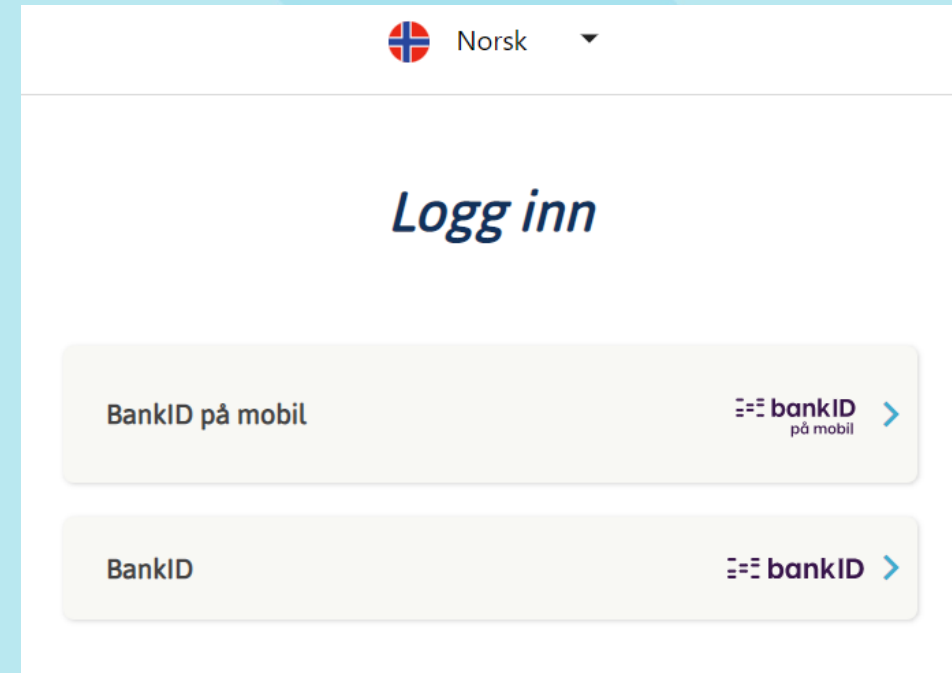 Norsk
Logg inn
BankID på mobil
bankID
på mobil
BankID
bankID